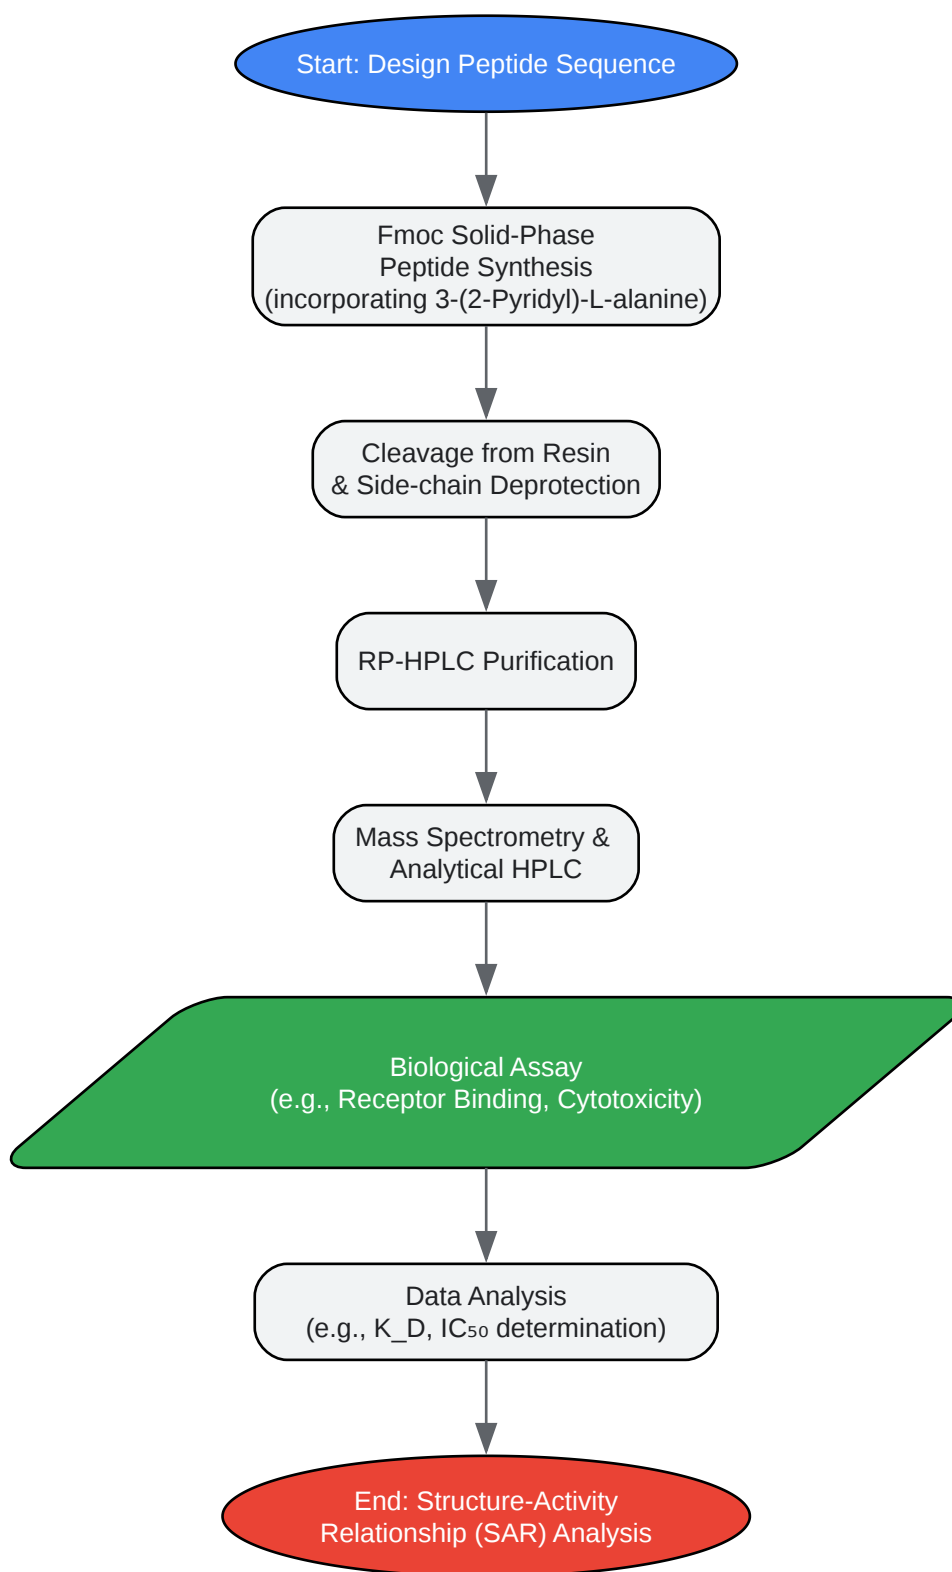 Start: Design Peptide Sequence
Fmoc Solid-Phase
Peptide Synthesis
(incorporating 3-(2-Pyridyl)-L-alanine)
Cleavage from Resin
& Side-chain Deprotection
RP-HPLC Purification
Mass Spectrometry &
Analytical HPLC
Biological Assay
(e.g., Receptor Binding, Cytotoxicity)
Data Analysis
(e.g., K_D, IC₅₀ determination)
End: Structure-Activity
Relationship (SAR) Analysis